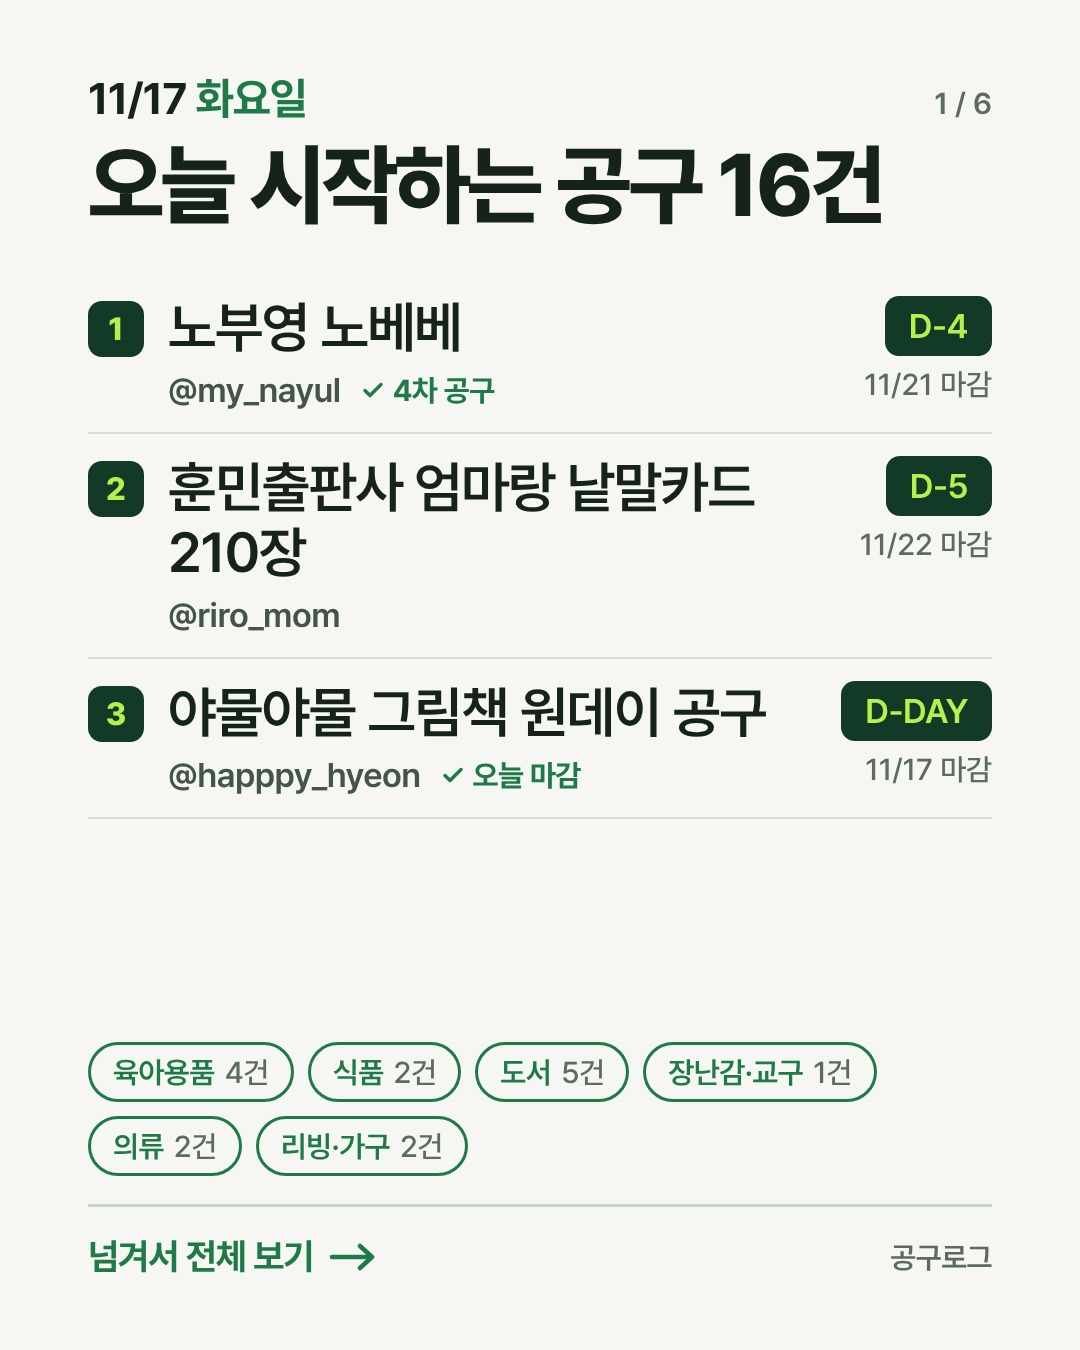 11/17 화요일
1 / 6
오늘 시작하는 공구 16건
1 노부영 노베베 D-4
@my_nayul ✓ 4차 공구 11/21 마감
2 훈민출판사 엄마랑 낱말카드 D-5
210장 11/22 마감
@riro_mom
3 야물야물 그림책 원데이 공구 D-DAY
@happpy_hyeon ✓ 오늘 마감 11/17 마감
육아용품 4건 식품 2건 도서 5건 장난감·교구 1건
의류 2건 리빙·가구 2건
넘겨서 전체 보기 → 공구로그